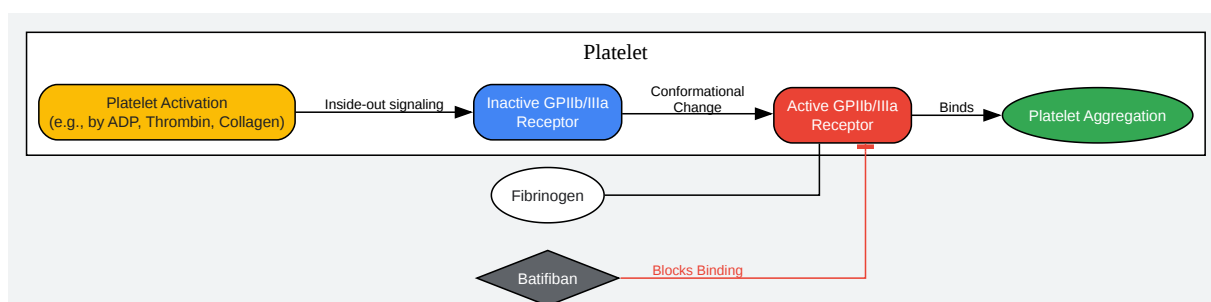 Platelet
Platelet Activation
(e.g., by ADP, Thrombin, Collagen)
Inside-out signaling
Inactive GPIIb/IIIa
Receptor
Conformational
Change
Active GPIIb/IIIa
Receptor
Binds
Platelet Aggregation
Fibrinogen
Batifiban
Blocks Binding